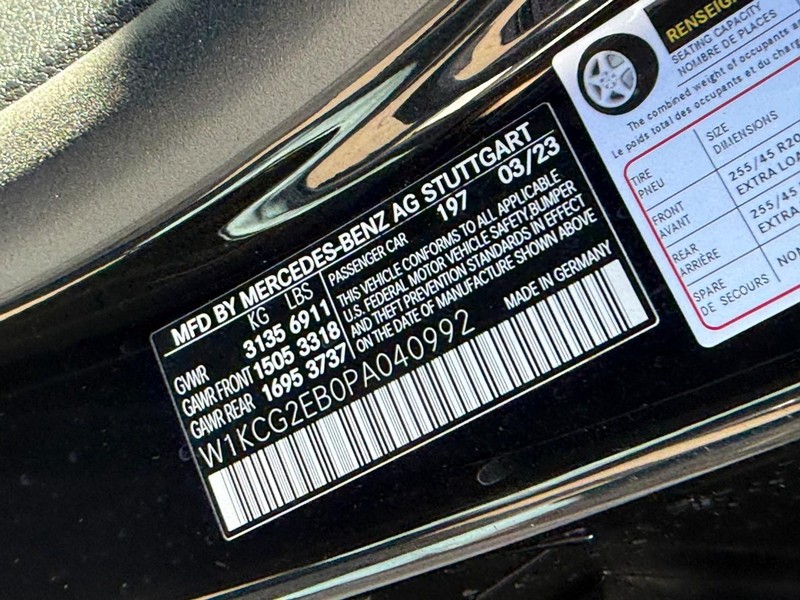 MFD BY MERCEDES-BENZ AG STUTTGART
KG LBS
GVWR 3135 6911
GAWR FRONT 1505 3318
GAWR REAR 1695 3737
197 03/23
PASSENGER CAR
THIS VEHICLE CONFORMS TO ALL APPLICABLE
U.S. FEDERAL MOTOR VEHICLE SAFETY, BUMPER
AND THEFT PREVENTION STANDARDS IN EFFECT
ON THE DATE OF MANUFACTURE SHOWN ABOVE
W1KCG2EB0PA040992
MADE IN GERMANY
SEATING CAPACITY
NOMBRE DE PLACES
The combined weight of occupants
Le poids total des occupants et du
TIRE
PNEU
SIZE
DIMENSIONS
FRONT
AVANT
255/45 R20
EXTRA
REAR
ARRIÈRE
255/45
EXTRA
SPARE
DE SECOURS